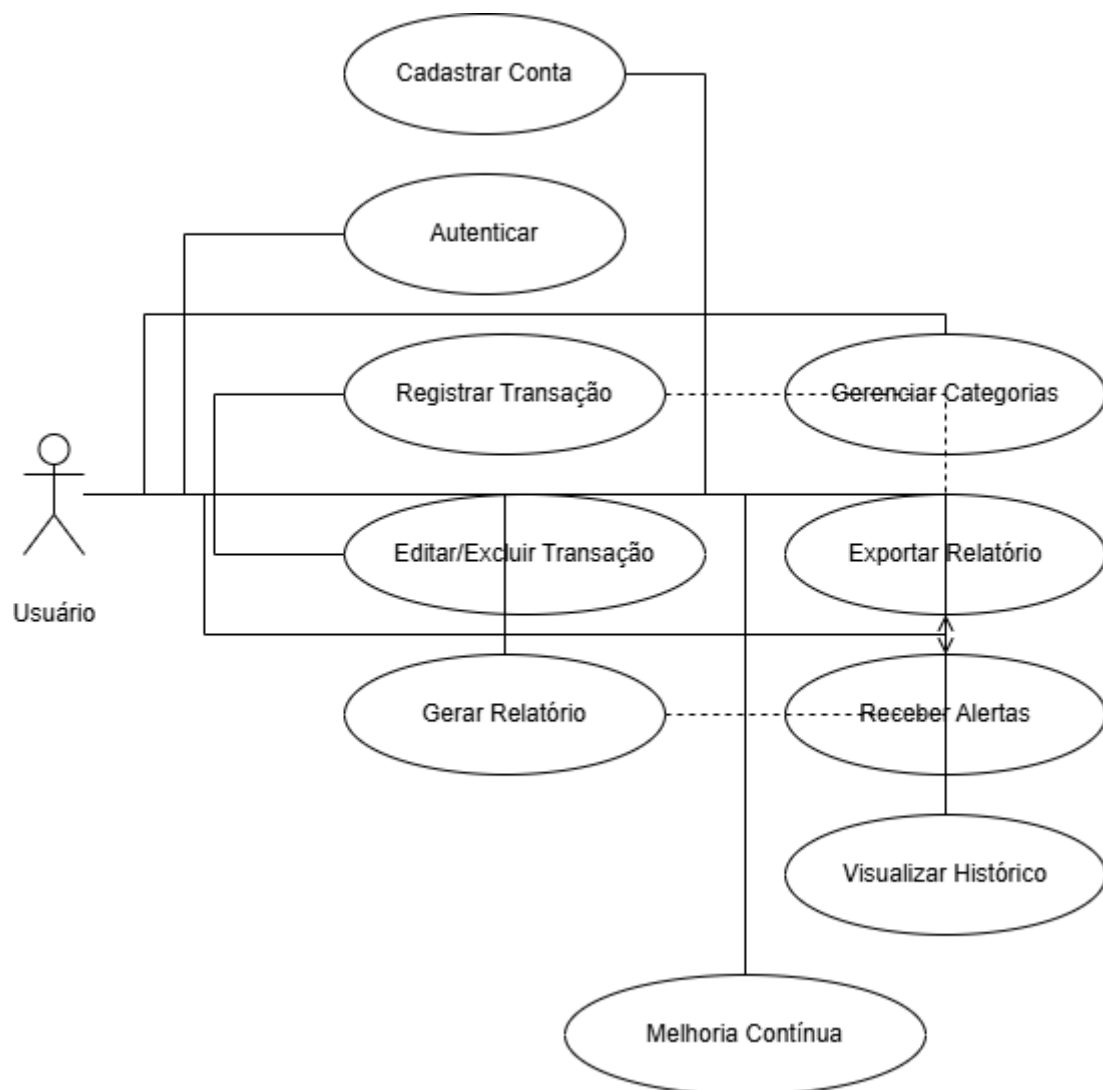 Cadastrar Conta
Autenticar
Registrar Transação
Gerenciar Categorias
Editar/Excluir Transação
Exportar Relatório
Usuário
Gerar Relatório
Receber Alertas
Visualizar Histórico
Melhoria Contínua